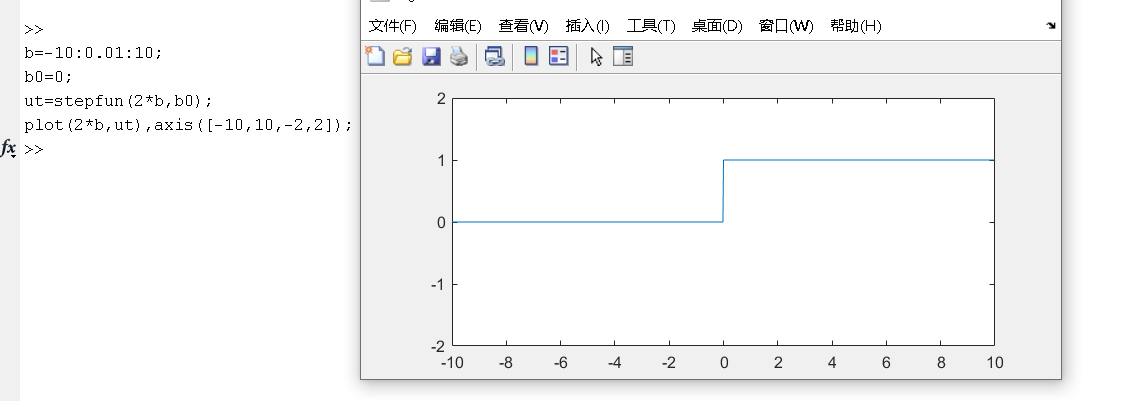 >>
b=-10:0.01:10;
b0=0;
ut=stepfun(2*b,b0);
plot(2*b,ut),axis([-10,10,-2,2]);
fx >>
文件(F) 编辑(E) 查看(V) 插入(I) 工具(T) 桌面(D) 窗口(W) 帮助(H)
2
1
0
-1
-2
-10 -8 -6 -4 -2 0 2 4 6 8 10